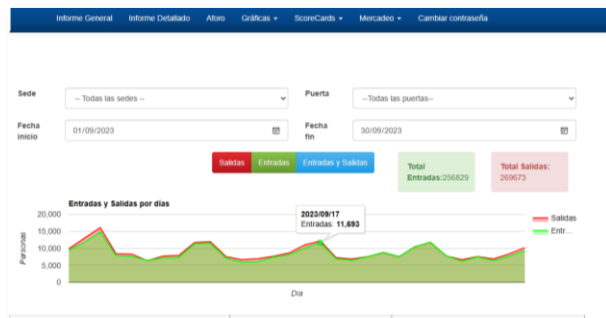 Informe General Informe Detallado Aforo Gráficas ScoreCards Mercadeo Cambiar contraseña
Sede -- Todas las sedes -- Puerta --Todas las puertas--
Fecha inicio 01/09/2023 Fecha fin 30/09/2023
Salidas Entradas Entradas y Salidas
Total Entradas:256829
Total Salidas: 269673
Entradas y Salidas por días
20,000
15,000
10,000
5,000
0
Personas
2023/09/17
Entradas: 11,693
Salidas
Entr...
Día